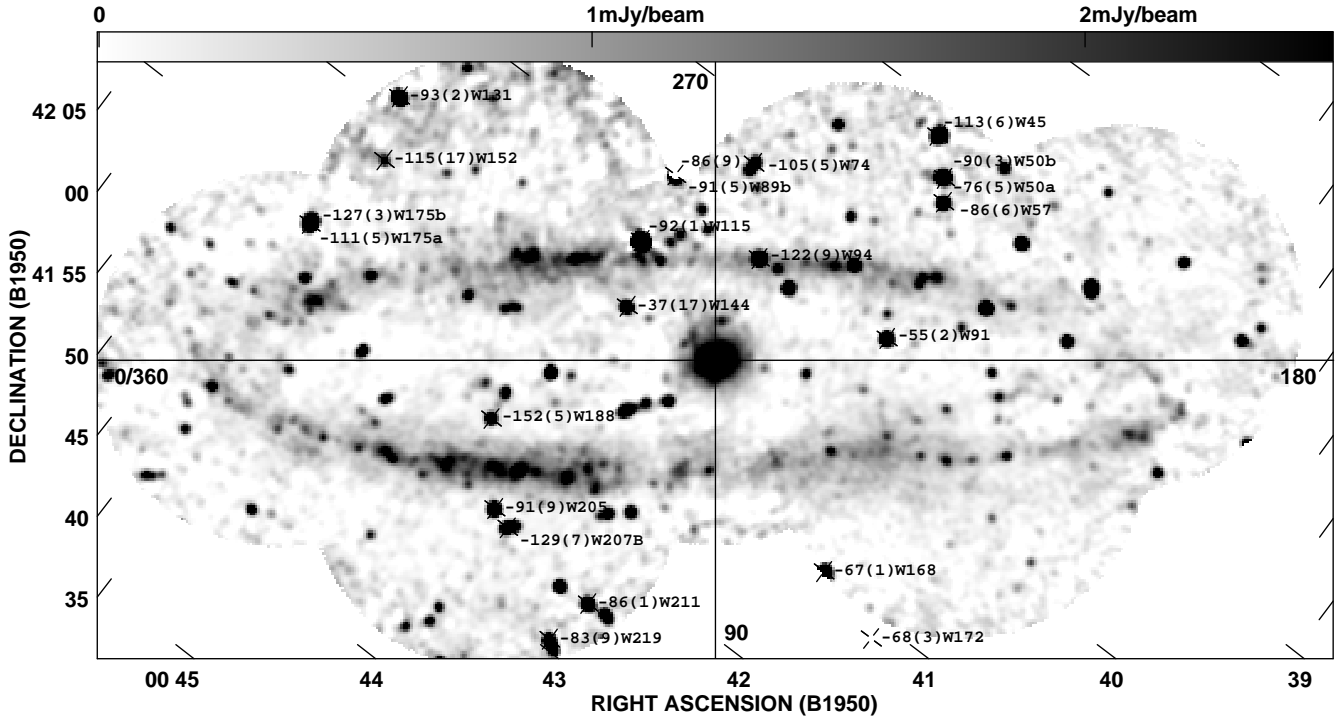 0 1mJy/beam 2mJy/beam
270
-93(2)W131
42 05
-113(6)W45
-115(17)W152
-86(9)
-105(5)W74
-90(3)W50b
-91(5)W89b
-76(5)W50a
00
-86(6)W57
-127(3)W175b
-92(1)W115
-111(5)W175a
-122(9)W94
41 55
-37(17)W144
-55(2)W91
50
0/360
180
-152(5)W188
45
-91(9)W205
40
-129(7)W207B
-67(1)W168
35
-86(1)W211
90
-83(9)W219
-68(3)W172
DECLINATION (B1950)
00 45 44 43 42 41 40 39
RIGHT ASCENSION (B1950)